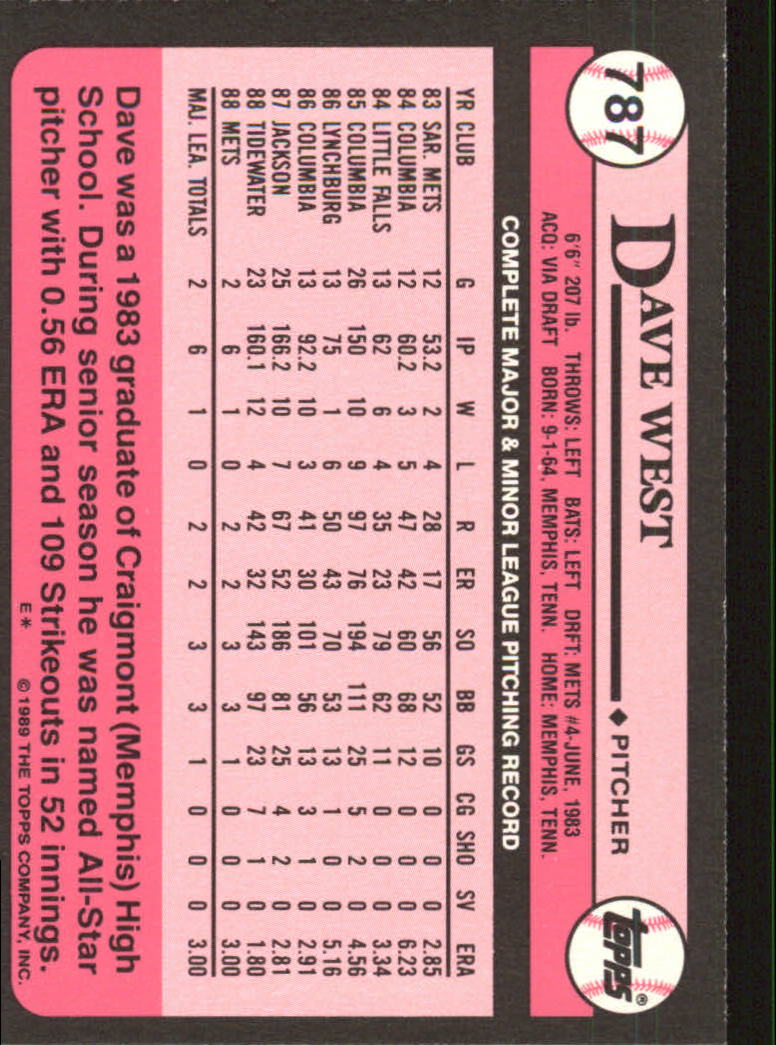 787
DAVE WEST
♦ PITCHER
topps®
6'6" 207 lb. THROWS: LEFT BATS: LEFT DRFT: METS #4-JUNE, 1983
ACQ: VIA DRAFT BORN: 9-1-64, MEMPHIS, TENN. HOME: MEMPHIS, TENN.
COMPLETE MAJOR & MINOR LEAGUE PITCHING RECORD
YR CLUB G IP W L R ER SO BB GS CG SHO SV ERA
83 SAR. METS 12 53.2 2 4 28 17 56 52 10 0 0 0 2.85
84 COLUMBIA 12 60.2 3 5 47 42 60 68 12 0 0 0 6.23
84 LITTLE FALLS 13 62 6 4 35 23 79 62 11 0 0 0 3.34
85 COLUMBIA 26 150 10 9 97 76 194 111 25 5 2 0 4.56
86 LYNCHBURG 13 75 1 6 50 43 70 53 13 1 0 0 5.16
86 COLUMBIA 13 92.2 10 3 41 30 101 56 13 3 1 0 2.91
87 JACKSON 25 166.2 10 7 67 52 186 81 25 4 2 0 2.81
88 TIDEWATER 23 160.1 12 4 42 32 143 97 23 7 1 0 1.80
88 METS 2 6 1 0 2 2 3 3 1 0 0 0 3.00
MAJ. LEA. TOTALS 2 6 1 0 2 2 3 3 1 0 0 0 3.00
Dave was a 1983 graduate of Craigmont (Memphis) High
School. During senior season he was named All-Star
pitcher with 0.56 ERA and 109 Strikeouts in 52 innings.
E* © 1989 THE TOPPS COMPANY, INC.